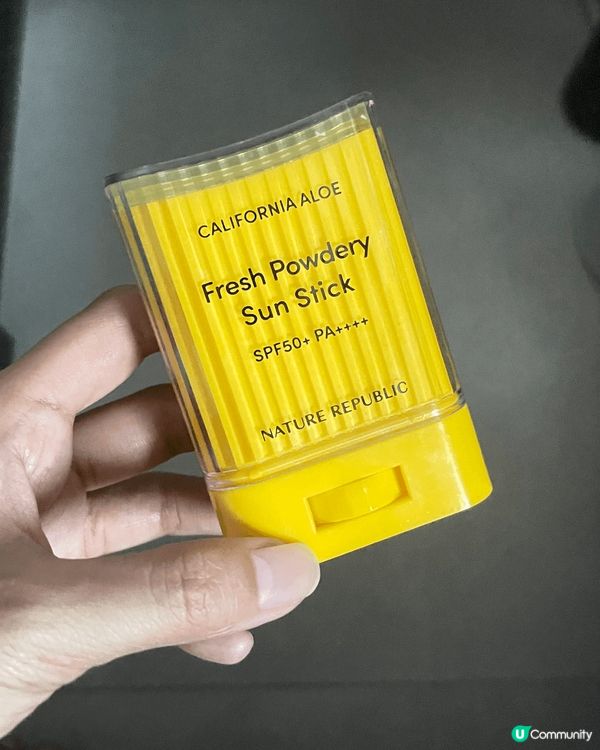 CALIFORNIA ALOE
Fresh Powdery
Sun Stick
SPF50+ PA++++
NATURE REPUBLIC
U Community